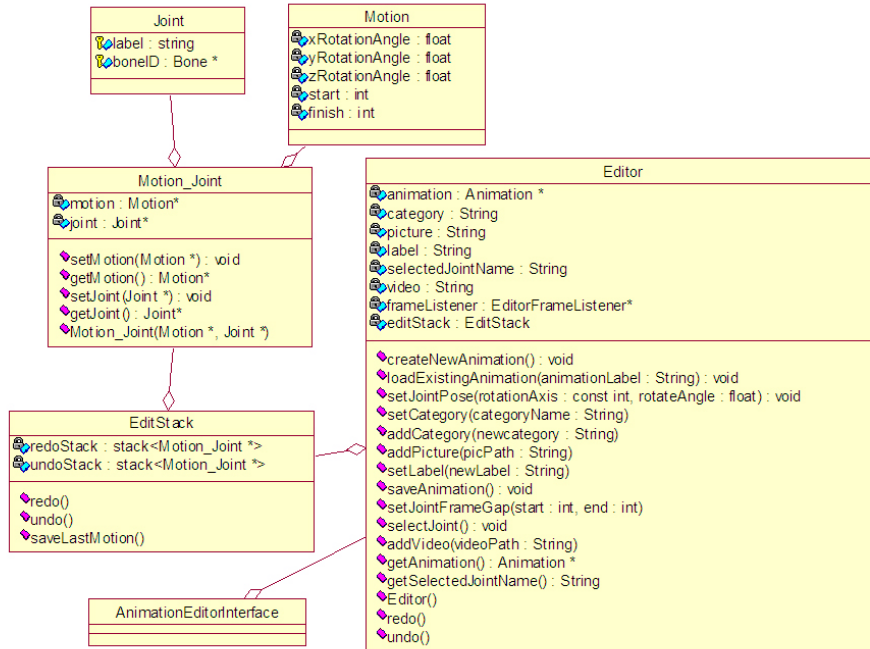 Joint
label : string
boneID : Bone *
Motion
xRotationAngle : float
yRotationAngle : float
zRotationAngle : float
start : int
finish : int
Motion_Joint
motion : Motion*
joint : Joint*
setMotion(Motion *) : void
getMotion() : Motion*
setJoint(Joint *) : void
getJoint() : Joint*
Motion_Joint(Motion *, Joint *)
Editor
animation : Animation *
category : String
picture : String
label : String
selectedJointName : String
video : String
frameListener : EditorFrameListener*
editStack : EditStack
createNewAnimation() : void
loadExistingAnimation(animationLabel : String) : void
setJointPose(rotationAxis : const int, rotateAngle : float) : void
setCategory(categoryName : String)
addCategory(newcategory : String)
addPicture(picPath : String)
setLabel(newLabel : String)
saveAnimation() : void
setJointFrameGap(start : int, end : int)
selectJoint() : void
addVideo(videoPath : String)
getAnimation() : Animation *
getSelectedJointName() : String
Editor()
redo()
undo()
EditStack
redoStack : stack<Motion_Joint *>
undoStack : stack<Motion_Joint *>
redo()
undo()
saveLastMotion()
AnimationEditorInterface